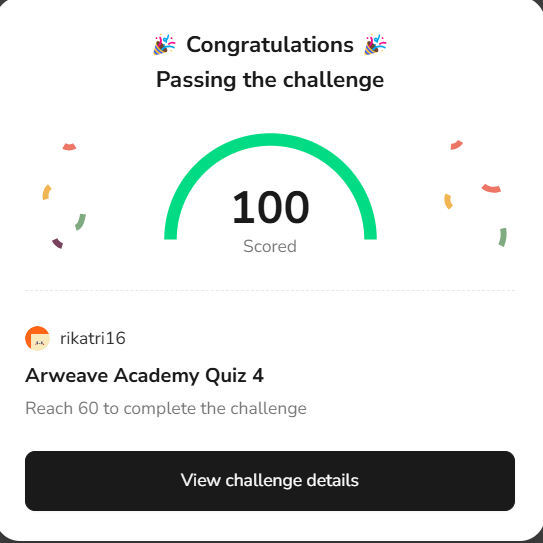 Congratulations
Passing the challenge
100
Scored
rikatri16
Arweave Academy Quiz 4
Reach 60 to complete the challenge
View challenge details